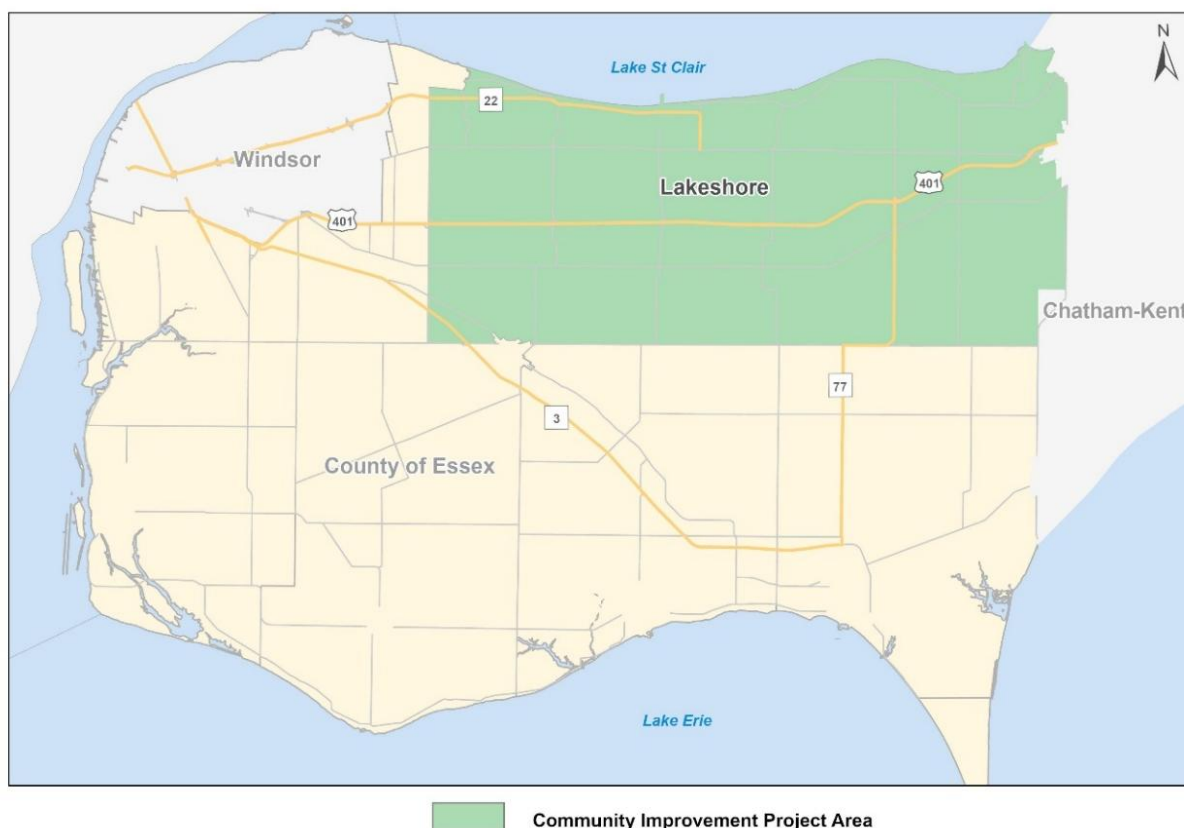 N
Lake St Clair
22
Windsor
Lakeshore
401
401
Chatham-Kent
77
3
County of Essex
Lake Erie
Community Improvement Project Area